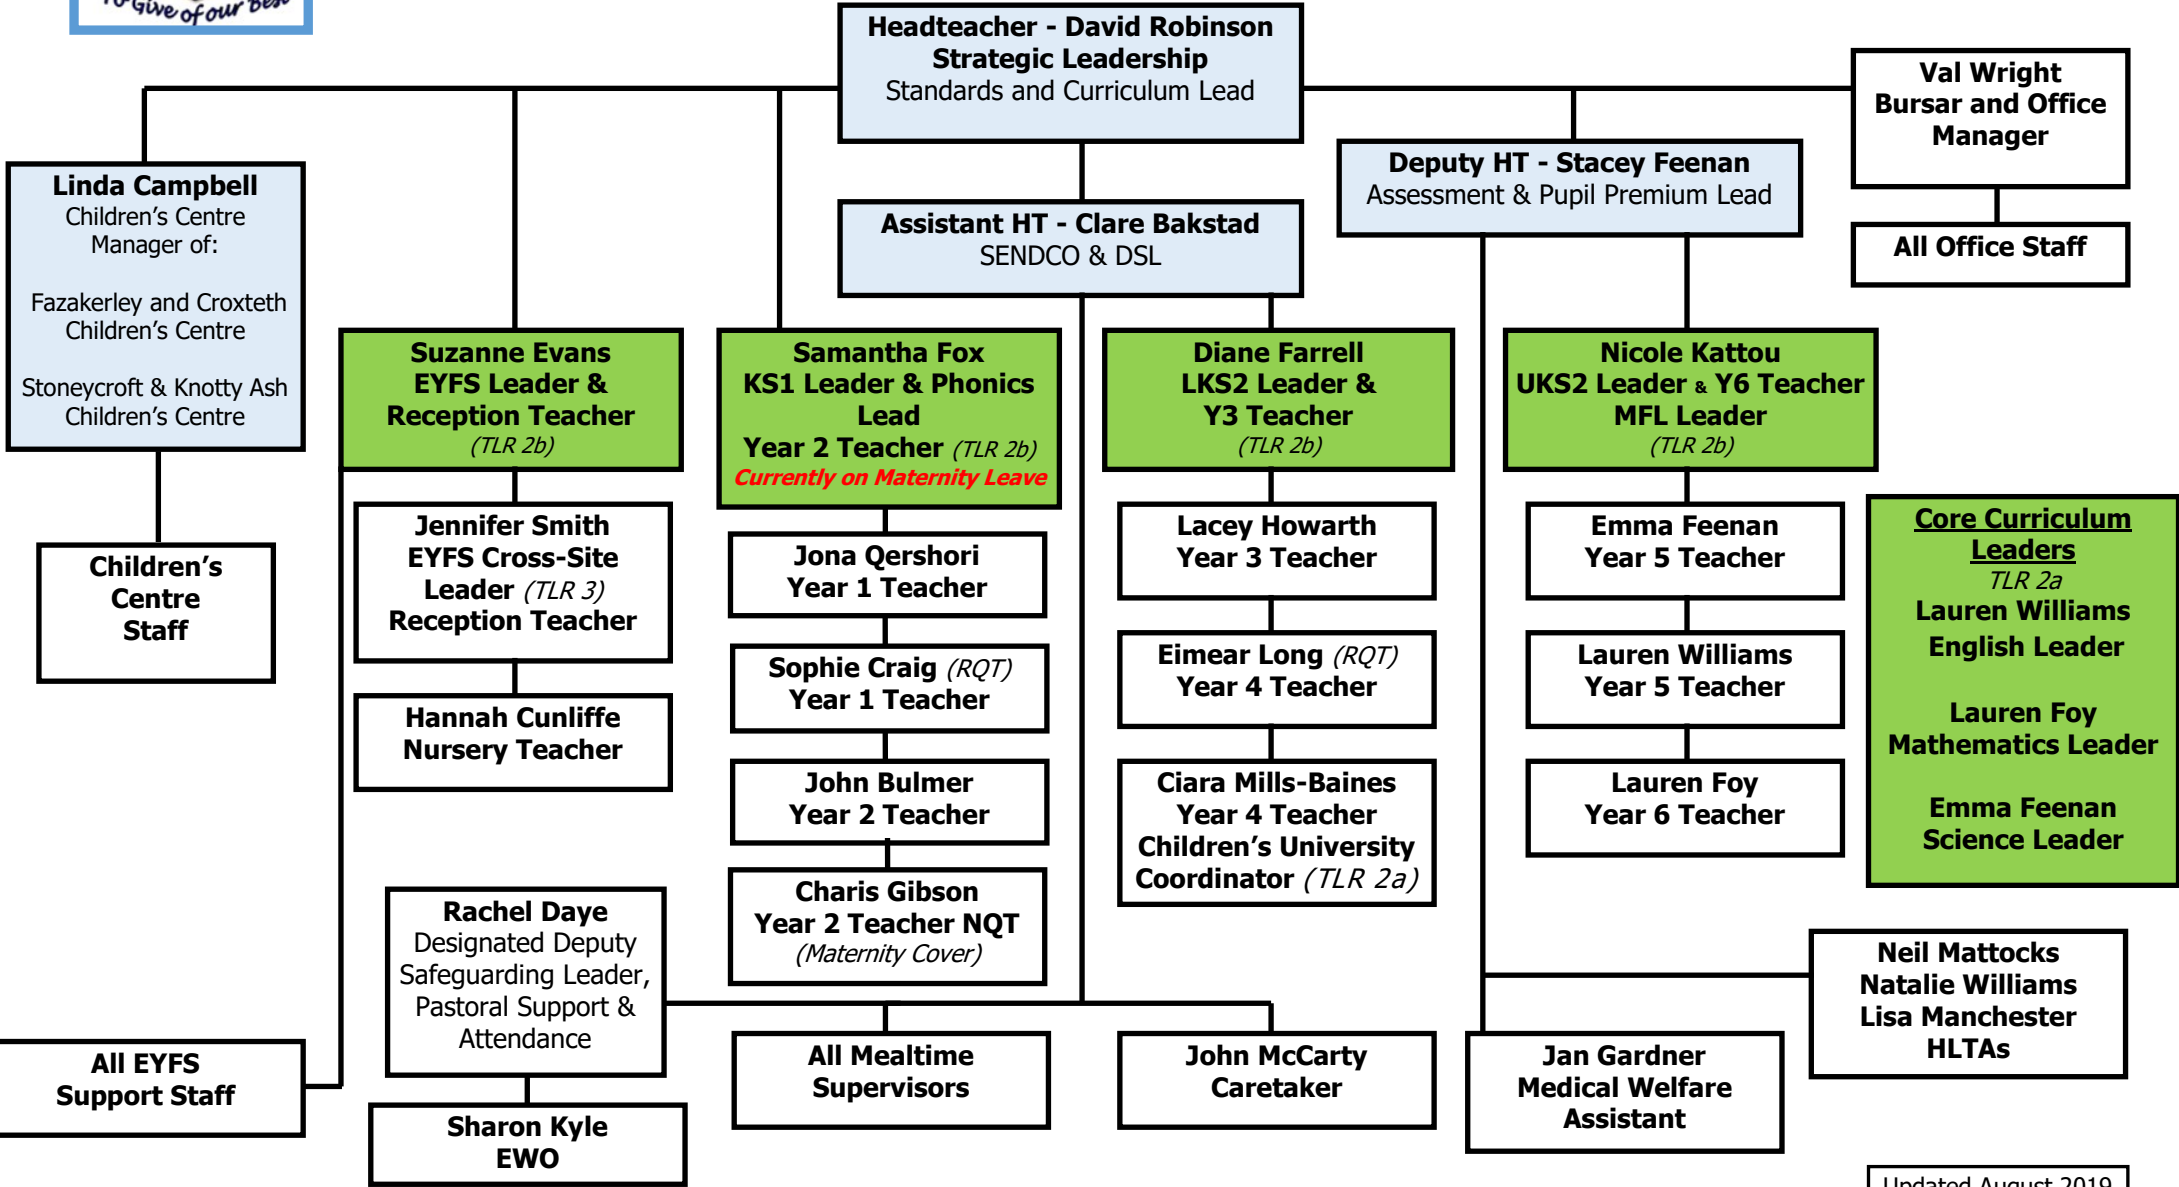 To Give of our Best
Headteacher - David Robinson
Strategic Leadership
Standards and Curriculum Lead
Val Wright
Bursar and Office
Manager
All Office Staff
Deputy HT - Stacey Feenan
Assessment & Pupil Premium Lead
Assistant HT - Clare Bakstad
SENDCO & DSL
Linda Campbell
Children’s Centre
Manager of:
Fazakerley and Croxteth
Children’s Centre
Stoneycroft & Knotty Ash
Children’s Centre
Children’s
Centre
Staff
Suzanne Evans
EYFS Leader &
Reception Teacher
(TLR 2b)
Jennifer Smith
EYFS Cross-Site
Leader (TLR 3)
Reception Teacher
Hannah Cunliffe
Nursery Teacher
Samantha Fox
KS1 Leader & Phonics
Lead
Year 2 Teacher (TLR 2b)
Currently on Maternity Leave
Jona Qershori
Year 1 Teacher
Sophie Craig (RQT)
Year 1 Teacher
John Bulmer
Year 2 Teacher
Charis Gibson
Year 2 Teacher NQT
(Maternity Cover)
Diane Farrell
LKS2 Leader &
Y3 Teacher
(TLR 2b)
Lacey Howarth
Year 3 Teacher
Eimear Long (RQT)
Year 4 Teacher
Ciara Mills-Baines
Year 4 Teacher
Children’s University
Coordinator (TLR 2a)
Nicole Kattou
UKS2 Leader & Y6 Teacher
MFL Leader
(TLR 2b)
Emma Feenan
Year 5 Teacher
Lauren Williams
Year 5 Teacher
Lauren Foy
Year 6 Teacher
Core Curriculum
Leaders
TLR 2a
Lauren Williams
English Leader
Lauren Foy
Mathematics Leader
Emma Feenan
Science Leader
Rachel Daye
Designated Deputy
Safeguarding Leader,
Pastoral Support &
Attendance
Neil Mattocks
Natalie Williams
Lisa Manchester
HLTAs
All EYFS
Support Staff
Sharon Kyle
EWO
All Mealtime
Supervisors
John McCarty
Caretaker
Jan Gardner
Medical Welfare
Assistant
Updated August 2019